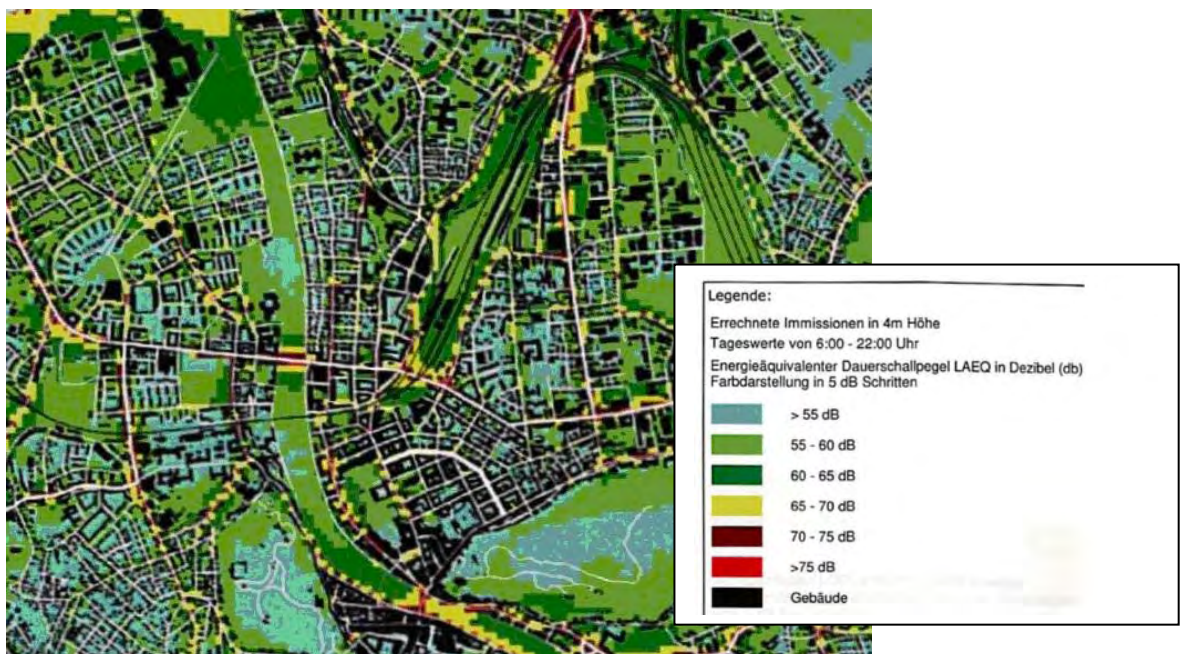 Legende:
Errechnete Immissionen in 4m Höhe
Tageswerte von 6:00 - 22:00 Uhr
Energieäquivalenter Dauerschallpegel LAEQ in Dezibel (db)
Farbdarstellung in 5 dB Schritten
> 55 dB
55 - 60 dB
60 - 65 dB
65 - 70 dB
70 - 75 dB
>75 dB
Gebäude